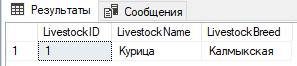 Результаты Сообщения
LivestockID LivestockName LivestockBreed
1 1 Курица Калмыкская